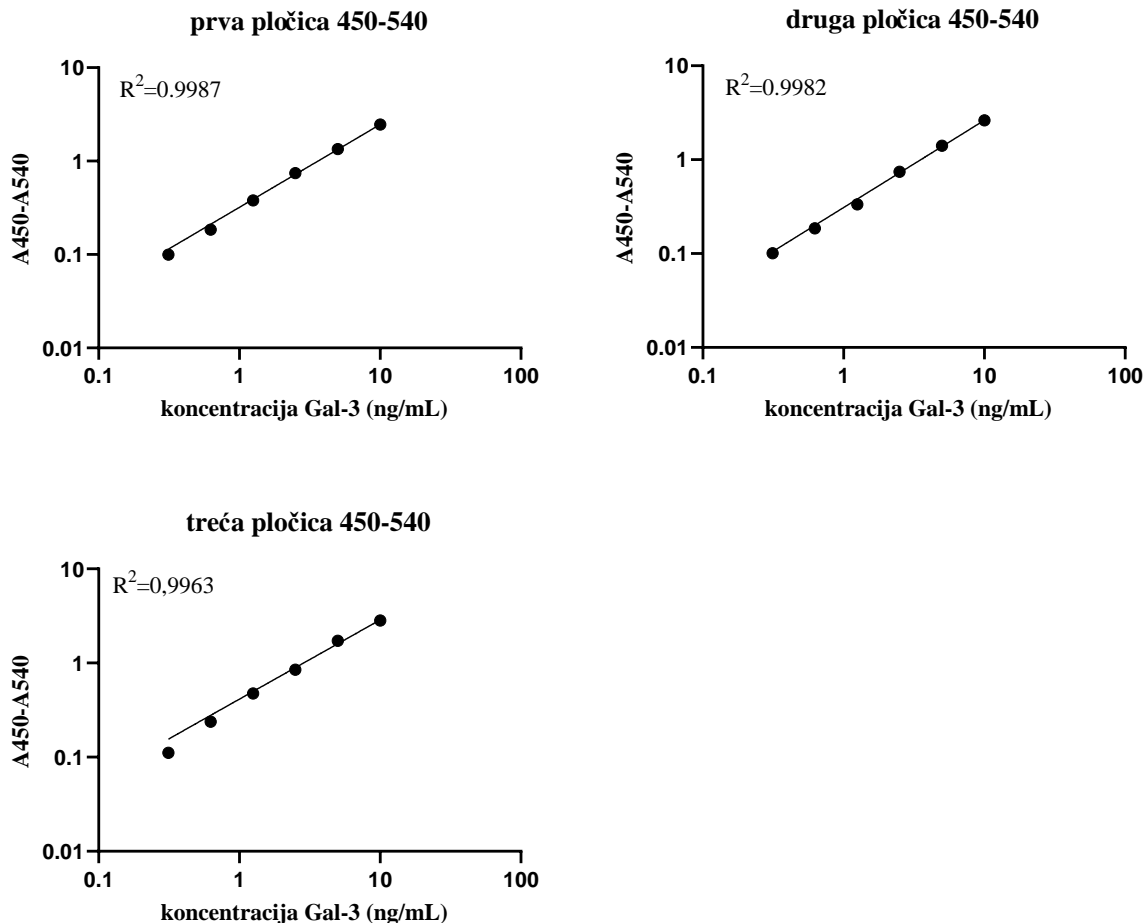 prva pločica 450-540
R²=0.9987
10
1
0.1
0.01
A450-A540
0.1 1 10 100
koncentracija Gal-3 (ng/mL)
druga pločica 450-540
R²=0.9982
10
1
0.1
0.01
A450-A540
0.1 1 10 100
koncentracija Gal-3 (ng/mL)
treća pločica 450-540
R²=0,9963
10
1
0.1
0.01
A450-A540
0.1 1 10 100
koncentracija Gal-3 (ng/mL)